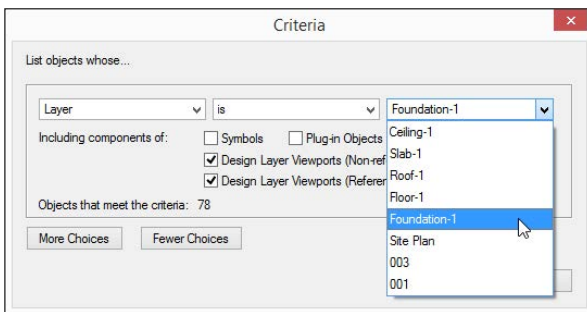 Criteria
List objects whose...
Layer is Foundation-1
Including components of: Symbols Plug-in Objects
Design Layer Viewports (Non-ref
Design Layer Viewports (Referen
Objects that meet the criteria: 78
More Choices Fewer Choices
Ceiling-1
Slab-1
Roof-1
Floor-1
Foundation-1
Site Plan
003
001